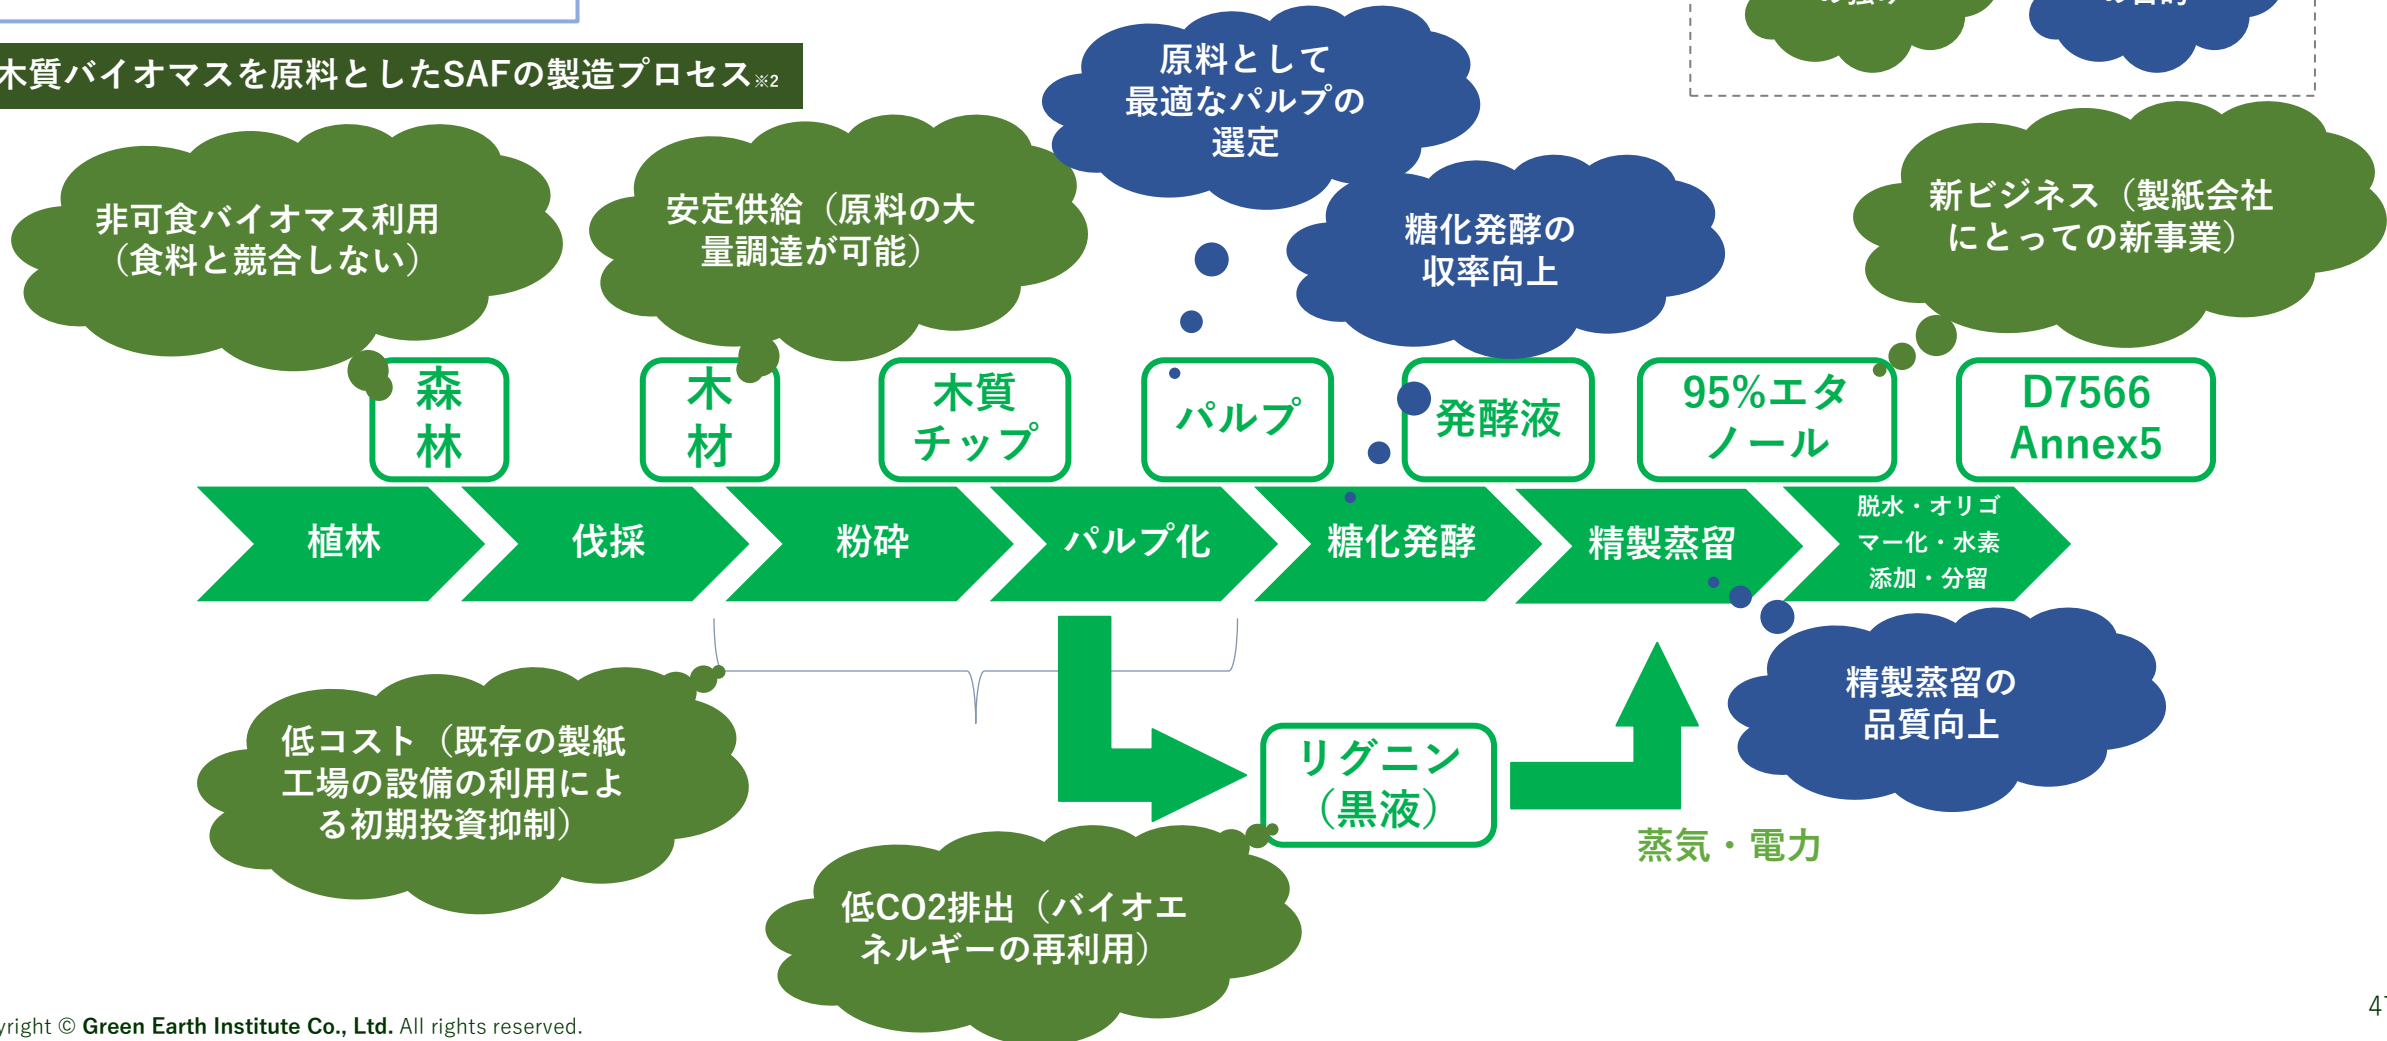 の強み
の目的
木質バイオマスを原料としたSAFの製造プロセス※2
原料として
最適なパルプの
選定
非可食バイオマス利用
（食料と競合しない）
安定供給（原料の大
量調達が可能）
糖化発酵の
収率向上
新ビジネス（製紙会社
にとっての新事業）
森
林
木
材
木質
チップ
パルプ
発酵液
95%エタ
ノール
D7566
Annex5
植林
伐採
粉砕
パルプ化
糖化発酵
精製蒸留
脱水・オリゴ
マー化・水素
添加・分留
低コスト（既存の製紙
工場の設備の利用によ
る初期投資抑制）
リグニン
（黒液）
精製蒸留の
品質向上
蒸気・電力
低CO2排出（バイオエ
ネルギーの再利用）
yright © Green Earth Institute Co., Ltd. All rights reserved.